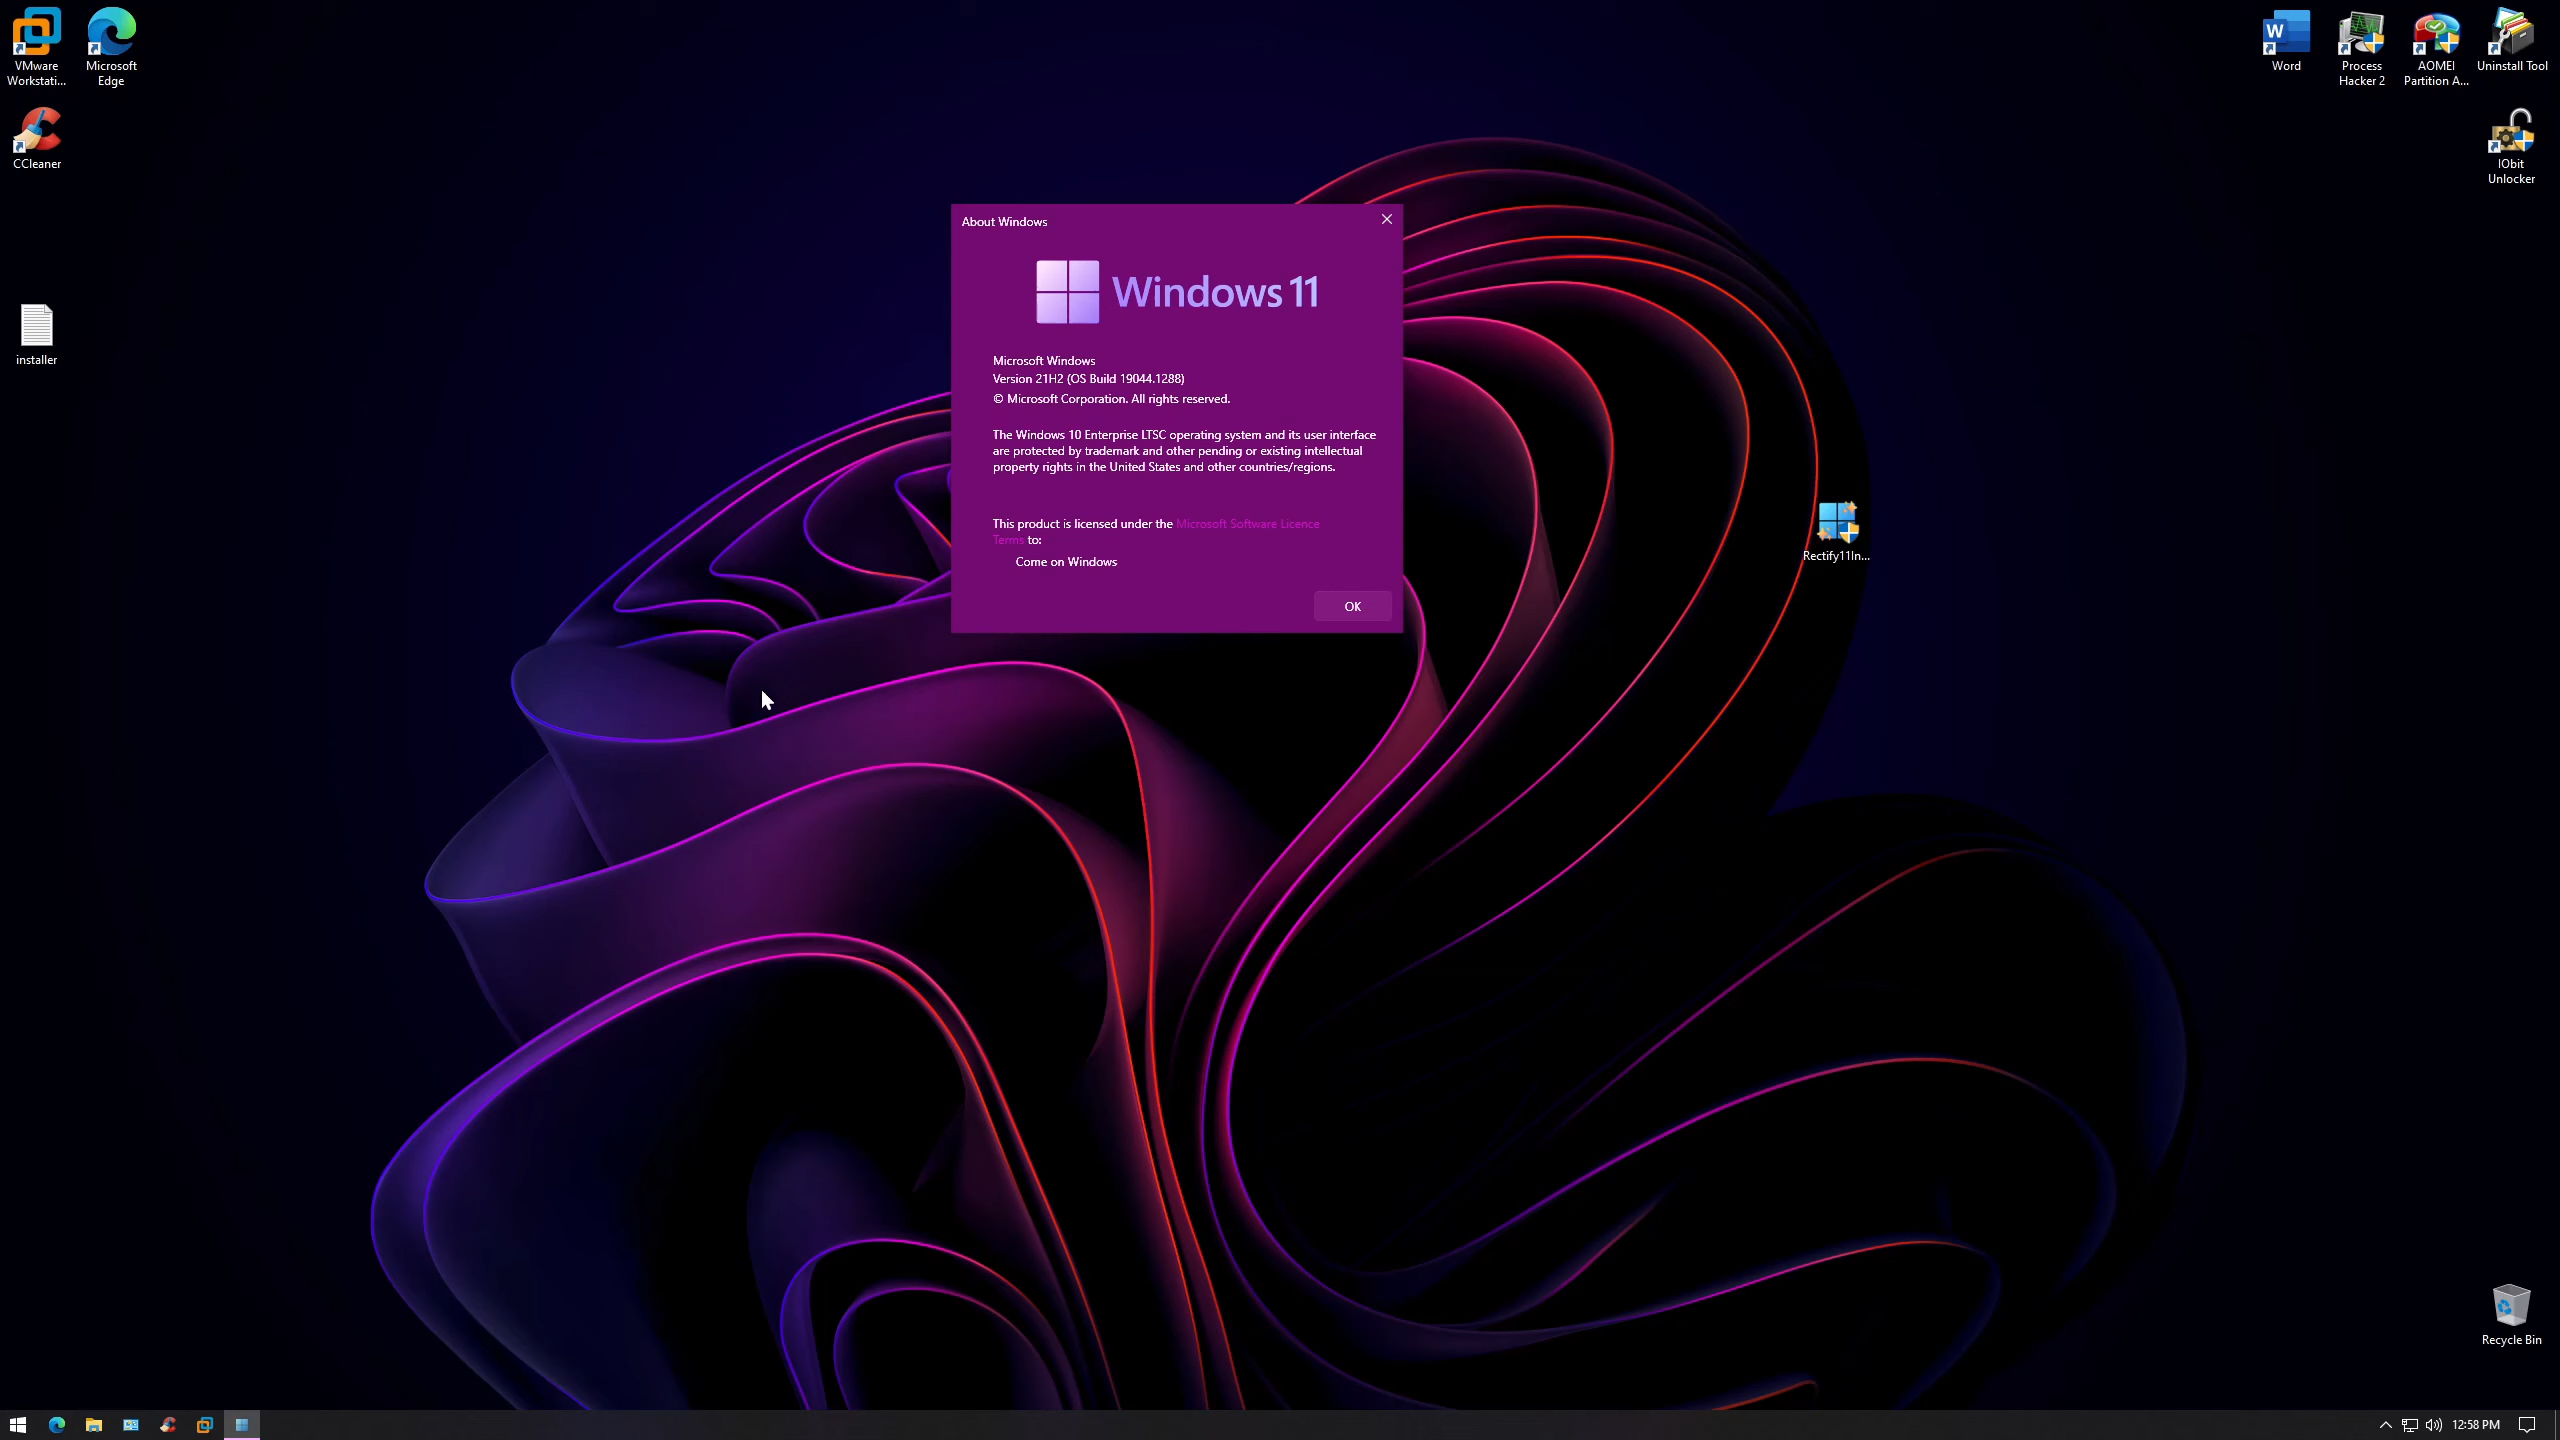 VMware
Workstati...
Microsoft
Edge
CCleaner
installer
Word
Process
Hacker 2
AOMEI
Partition A...
Uninstall Tool
IObit
Unlocker
About Windows
Windows 11
Microsoft Windows
Version 21H2 (OS Build 19044.1288)
© Microsoft Corporation. All rights reserved.
The Windows 10 Enterprise LTSC operating system and its user interface
are protected by trademark and other pending or existing intellectual
property rights in the United States and other countries/regions.
This product is licensed under the Microsoft Software Licence
Terms to:
Come on Windows
OK
Rectify11In...
Recycle Bin
12:58 PM